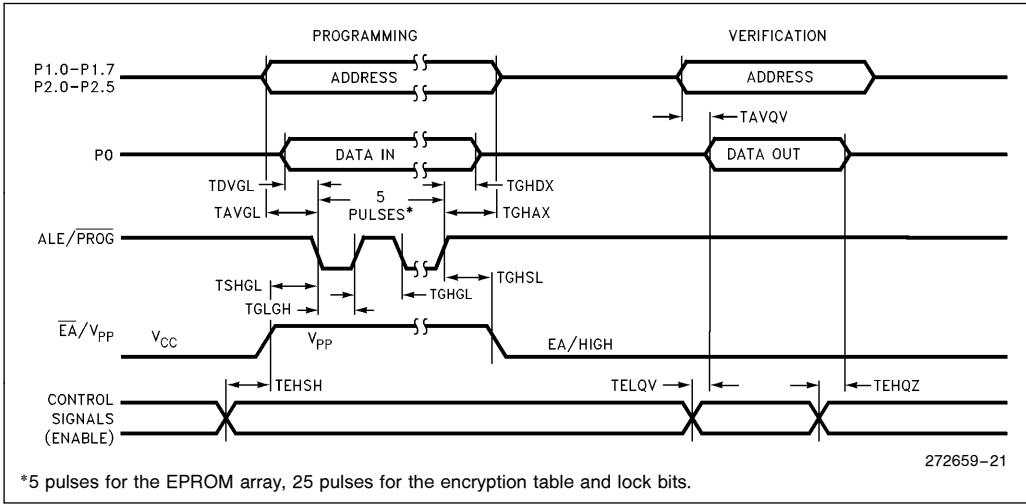 PROGRAMMING VERIFICATION
P1.0–P1.7
P2.0–P2.5
ADDRESS ADDRESS
TAVQV
P0 DATA IN DATA OUT
TDVGL TGHDX
5
PULSES*
TAVGL TGHAX
ALE/PROG
TSHGL TGHGL TGHSL
TGLGH
EA/VPP VCC VPP EA/HIGH
TEHSH TELQV TEHQZ
CONTROL
SIGNALS
(ENABLE)
272659–21
*5 pulses for the EPROM array, 25 pulses for the encryption table and lock bits.